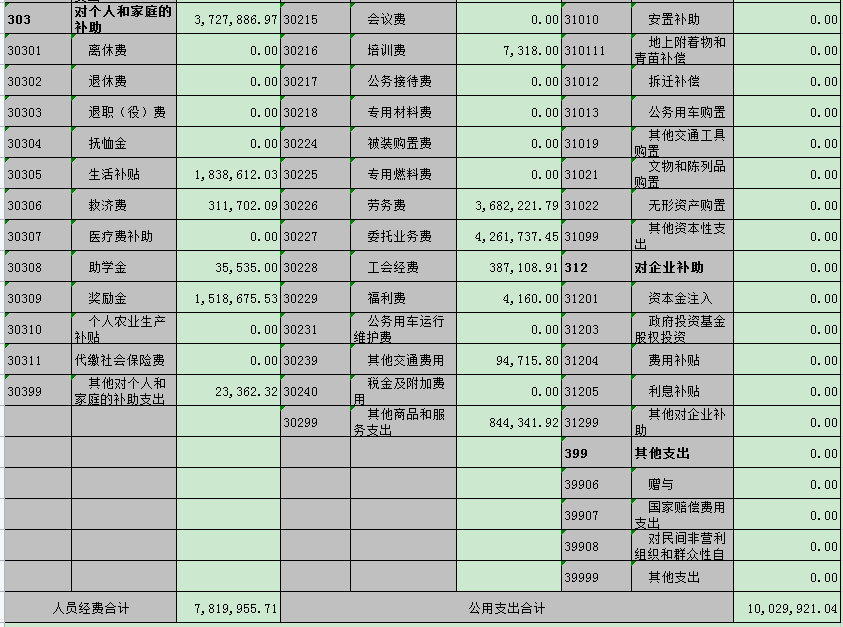 303 对个人和家庭的补助 3,727,886.97 30215 会议费 0.00 31010 安置补助 0.00
30301 离休费 0.00 30216 培训费 7,318.00 310111 地上附着物和青苗补偿 0.00
30302 退休费 0.00 30217 公务接待费 0.00 31012 拆迁补偿 0.00
30303 退职（役）费 0.00 30218 专用材料费 0.00 31013 公务用车购置 0.00
30304 抚恤金 0.00 30224 被装购置费 0.00 31019 其他交通工具购置 0.00
30305 生活补贴 1,838,612.03 30225 专用燃料费 0.00 31021 文物和陈列品购置 0.00
30306 救济费 311,702.09 30226 劳务费 3,682,221.79 31022 无形资产购置 0.00
30307 医疗费补助 0.00 30227 委托业务费 4,261,737.45 31099 其他资本性支出 0.00
30308 助学金 35,535.00 30228 工会经费 387,108.91 312 对企业补助 0.00
30309 奖励金 1,518,675.53 30229 福利费 4,160.00 31201 资本金注入 0.00
30310 个人农业生产补贴 0.00 30231 公务用车运行维护费 0.00 31203 政府投资基金股权投资 0.00
30311 代缴社会保险费 0.00 30239 其他交通费用 94,715.80 31204 费用补贴 0.00
30399 其他对个人和家庭的补助支出 23,362.32 30240 税金及附加费用 0.00 31205 利息补贴 0.00
30299 其他商品和服务支出 844,341.92 31299 其他对企业补助 0.00
399 其他支出 0.00
39906 赠与 0.00
39907 国家赔偿费用支出 0.00
39908 对民间非营利组织和群众性自 0.00
39999 其他支出 0.00
人员经费合计 7,819,955.71 公用支出合计 10,029,921.04